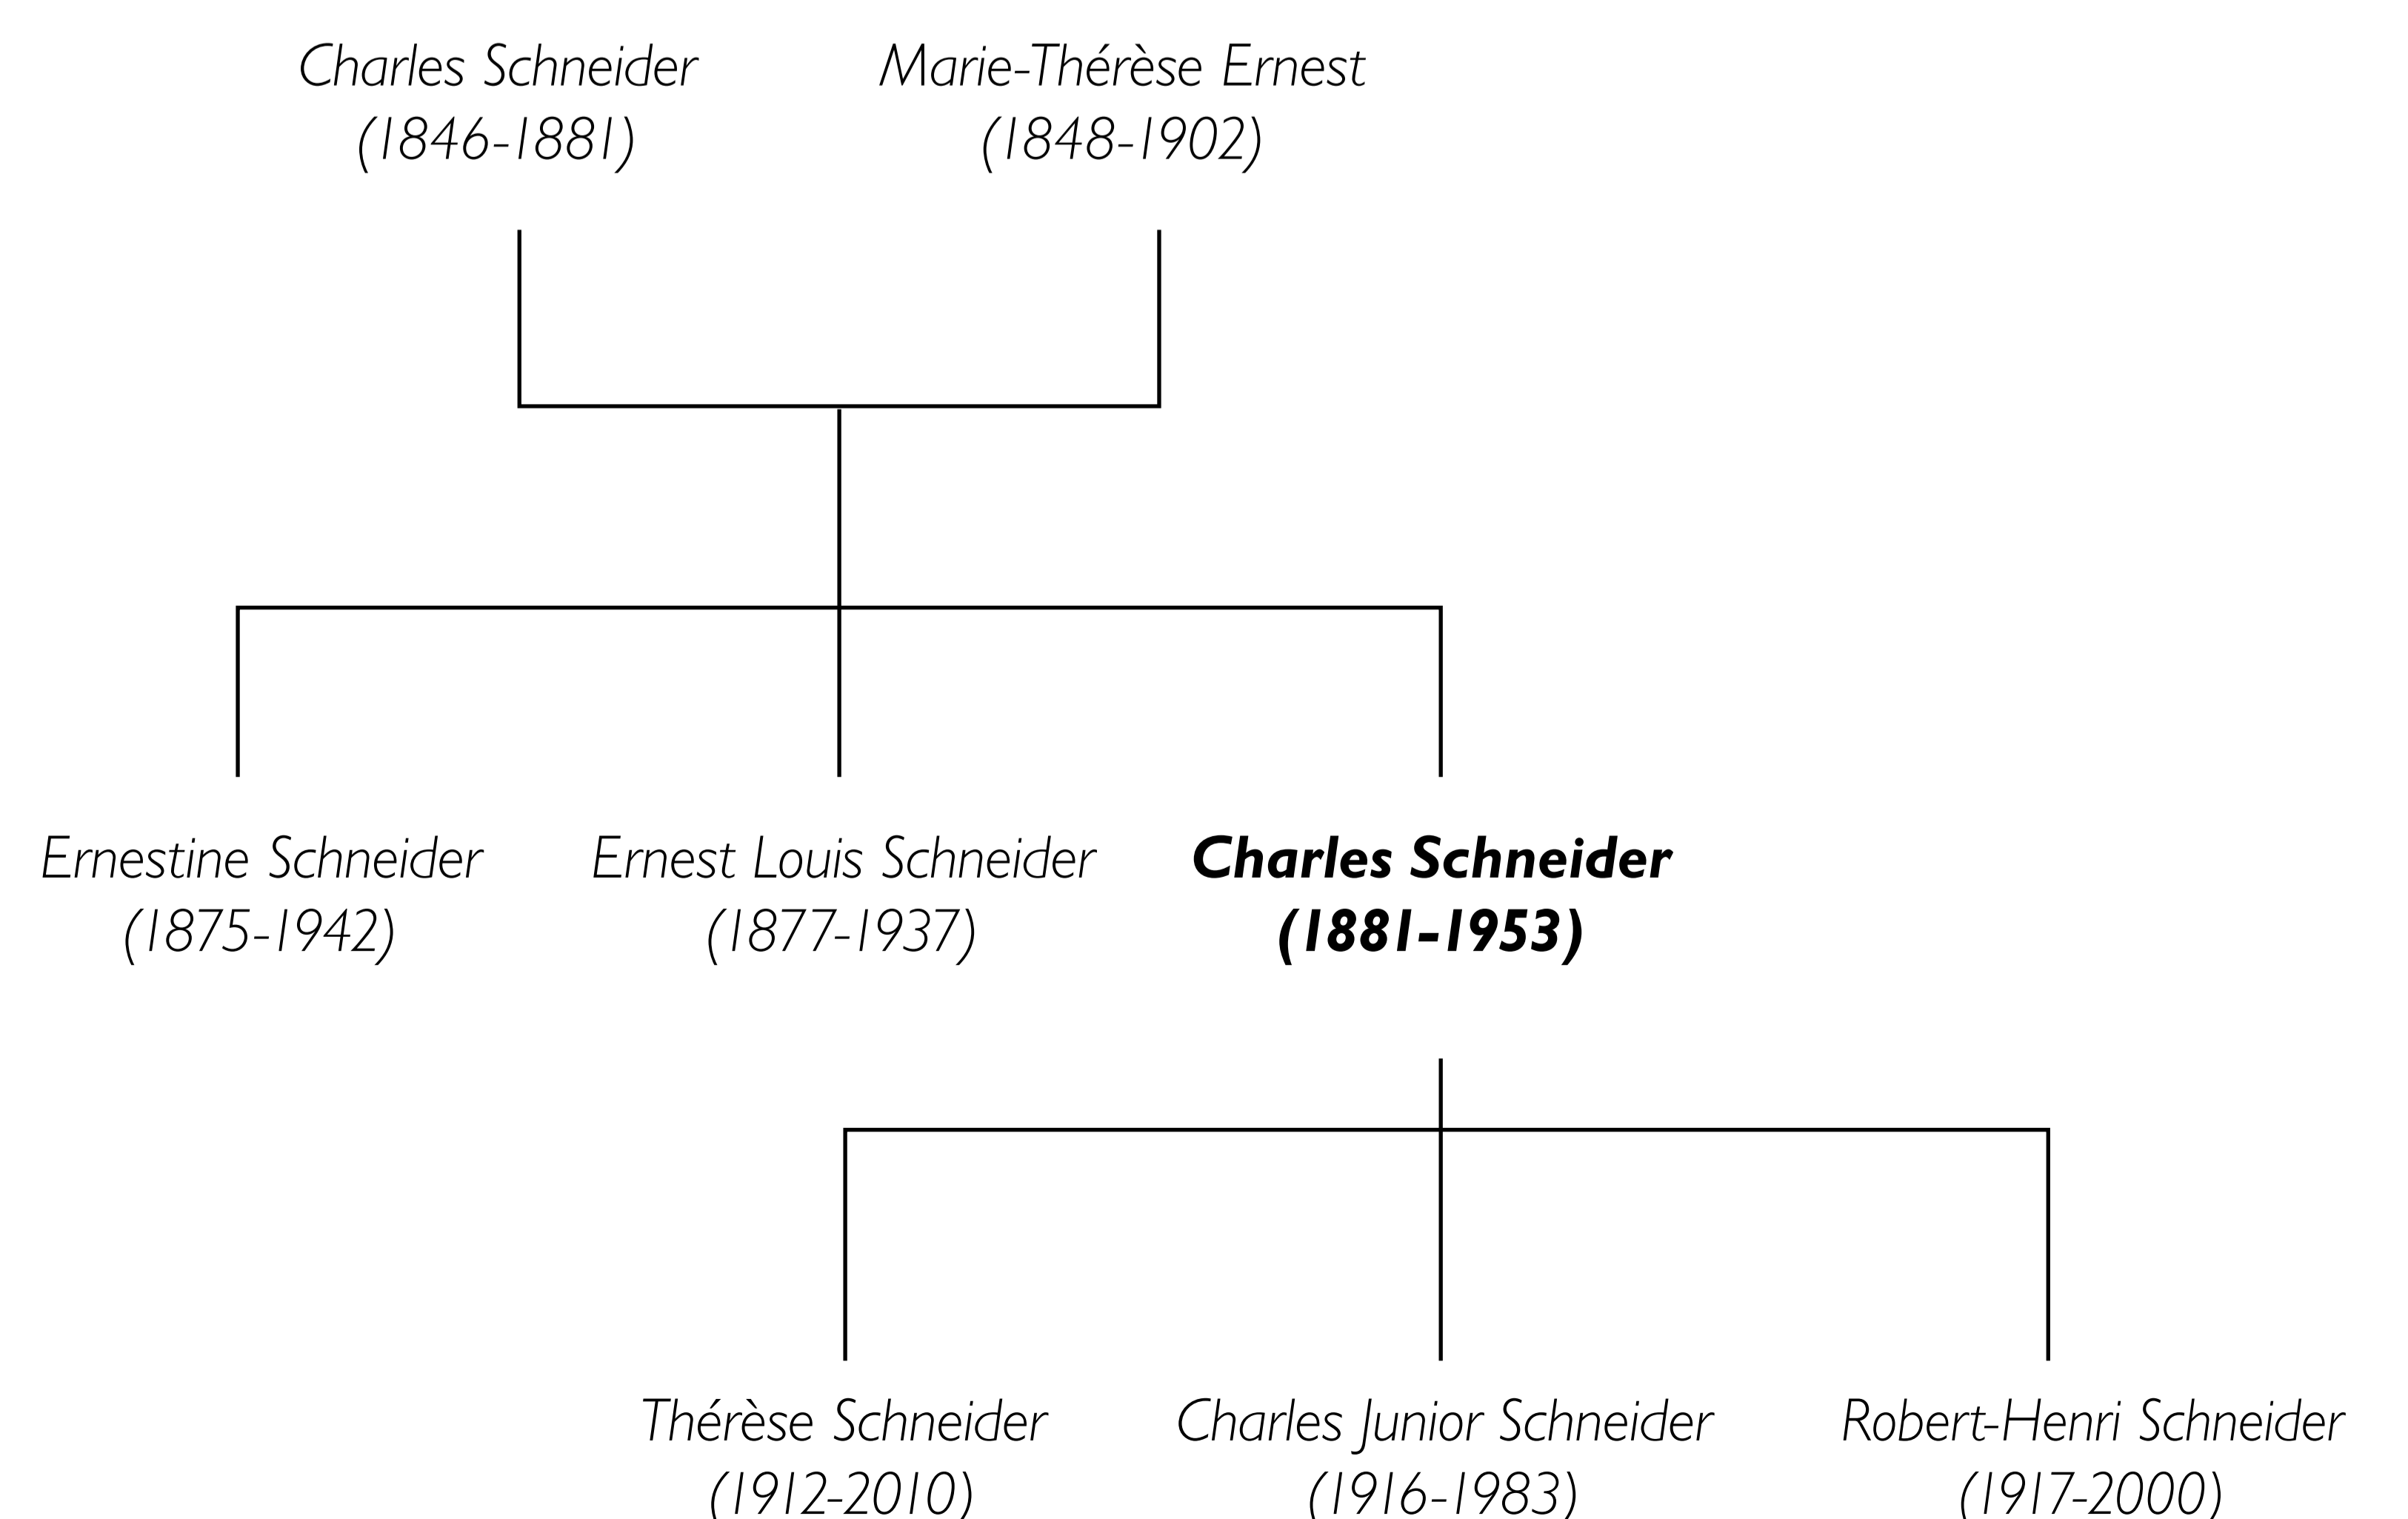 Charles Schneider
(1846-1881)
Marie-Thérèse Ernest
(1848-1902)
Ernestine Schneider
(1875-1942)
Ernest Louis Schneider
(1877-1937)
Charles Schneider
(1881-1953)
Thérèse Schneider
(1912-2010)
Charles Junior Schneider
(1916-1983)
Robert-Henri Schneider
(1917-2000)